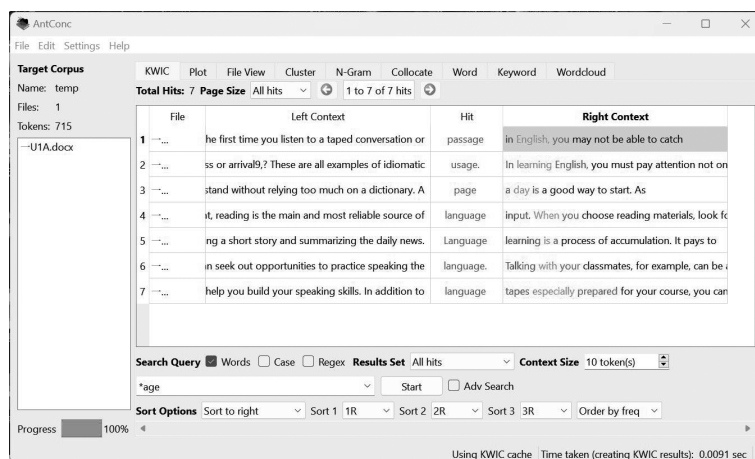 AntConc
File Edit Settings Help
Target Corpus
Name: temp
Files: 1
Tokens: 715
U1A.docx
Progress 100%
KWIC Plot File View Cluster N-Gram Collocate Word Keyword Wordcloud
Total Hits: 7 Page Size All hits 1 to 7 of 7 hits
File Left Context Hit Right Context
1 ... he first time you listen to a taped conversation or passage in English, you may not be able to catch
2 ... ss or arrival9,? These are all examples of idiomatic usage. In learning English, you must pay attention not on
3 ... stand without relying too much on a dictionary. A page a day is a good way to start. As
4 ... t, reading is the main and most reliable source of language input. When you choose reading materials, look fo
5 ... ng a short story and summarizing the daily news. Language learning is a process of accumulation. It pays to
6 ... n seek out opportunities to practice speaking the language. Talking with your classmates, for example, can be
7 ... help you build your speaking skills. In addition to language tapes especially prepared for your course, you can
Search Query Words Case Regex Results Set All hits Context Size 10 token(s)
*age Start Adv Search
Sort Options Sort to right Sort 1 1R Sort 2 2R Sort 3 3R Order by freq
Using KWIC cache Time taken (creating KWIC results): 0.0091 sec